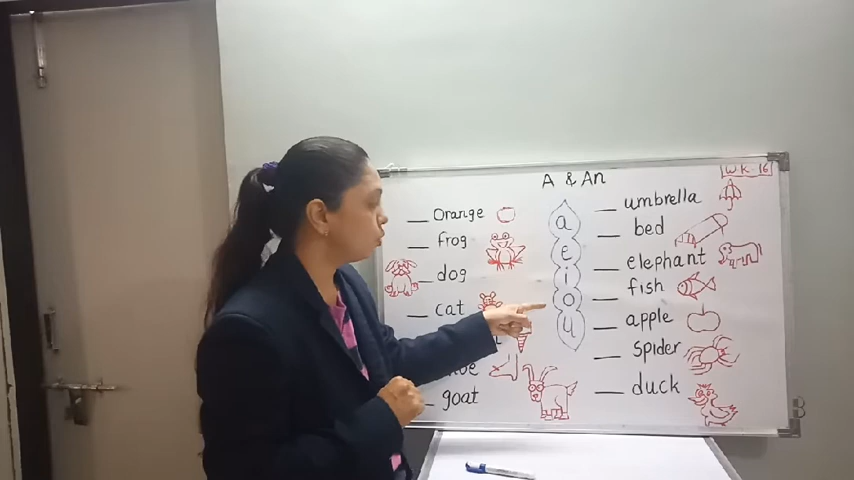 Wk-16
A & An
__ Orange
__ frog
__ dog
__ cat
__ goat
a
e
i
o
u
__ umbrella
__ bed
__ elephant
__ fish
__ apple
__ spider
__ duck